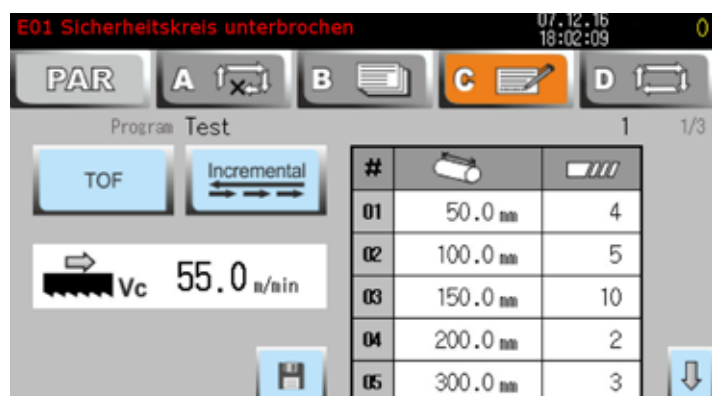 E01 Sicherheitskreis unterbrochen 07.12.16 0
18:02:09
PAR A B C D
Program Test 1 1/3
TOF Incremental
#
01 50.0 mm 4
02 100.0 mm 5
Vc 55.0 m/min
03 150.0 mm 10
04 200.0 mm 2
05 300.0 mm 3